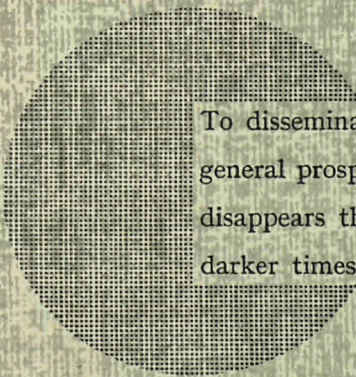 To dissemina
general prosp
disappears th
darker times